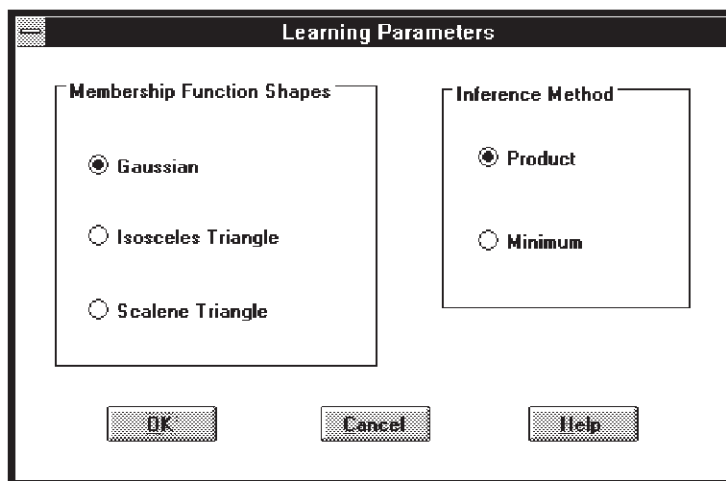 Learning Parameters
Membership Function Shapes
Gaussian
Isosceles Triangle
Scalene Triangle
Inference Method
Product
Minimum
OK
Cancel
Help